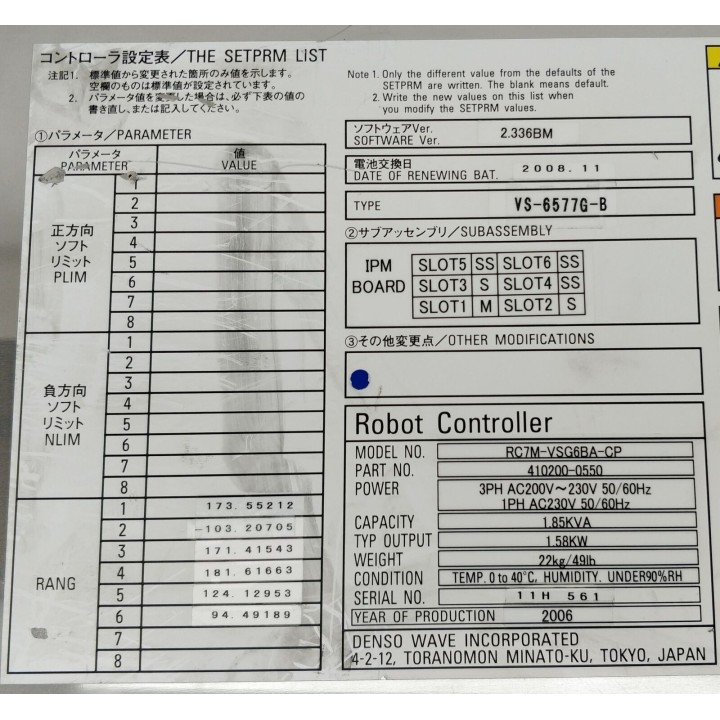 コントローラ設定表/THE SETPRM LIST
注記1. 標準値から変更された箇所のみ値を示します。
空欄のものは標準値が設定されています。
2. パラメータ値を変更した場合は、必ず下表の値の
書き直し、または記入してください。
Note 1. Only the different value from the defaults of the
SETPRM are written. The blank means default.
2. Write the new values on this list when
you modify the SETPRM values.
①パラメータ/PARAMETER
パラメータ
PARAMETER
値
VALUE
正方向
ソフト
リミット
PLIM
1
2
3
4
5
6
7
8
負方向
ソフト
リミット
NLIM
1
2
3
4
5
6
7
8
RANG
1 173.55212
2 -103.20705
3 171.41543
4 181.61663
5 124.12953
6 94.49189
7
8
ソフトウェアVer.
SOFTWARE Ver. 2.336BM
電池交換日
DATE OF RENEWING BAT. 2008.11
TYPE VS-6577G-B
②サブアッセンブリ/SUBASSEMBLY
IPM
BOARD
SLOT5 SS SLOT6 SS
SLOT3 S SLOT4 SS
SLOT1 M SLOT2 S
③その他変更点/OTHER MODIFICATIONS
Robot Controller
MODEL NO. RC7M-VSG6BA-CP
PART NO. 410200-0550
POWER 3PH AC200V~230V 50/60Hz
1PH AC230V 50/60Hz
CAPACITY 1.85KVA
TYP OUTPUT 1.58KW
WEIGHT 22kg/49lb
CONDITION TEMP. 0 to 40°C, HUMIDITY. UNDER90%RH
SERIAL NO. 11H 561
YEAR OF PRODUCTION 2006
DENSO WAVE INCORPORATED
4-2-12, TORANOMON MINATO-KU, TOKYO, JAPAN